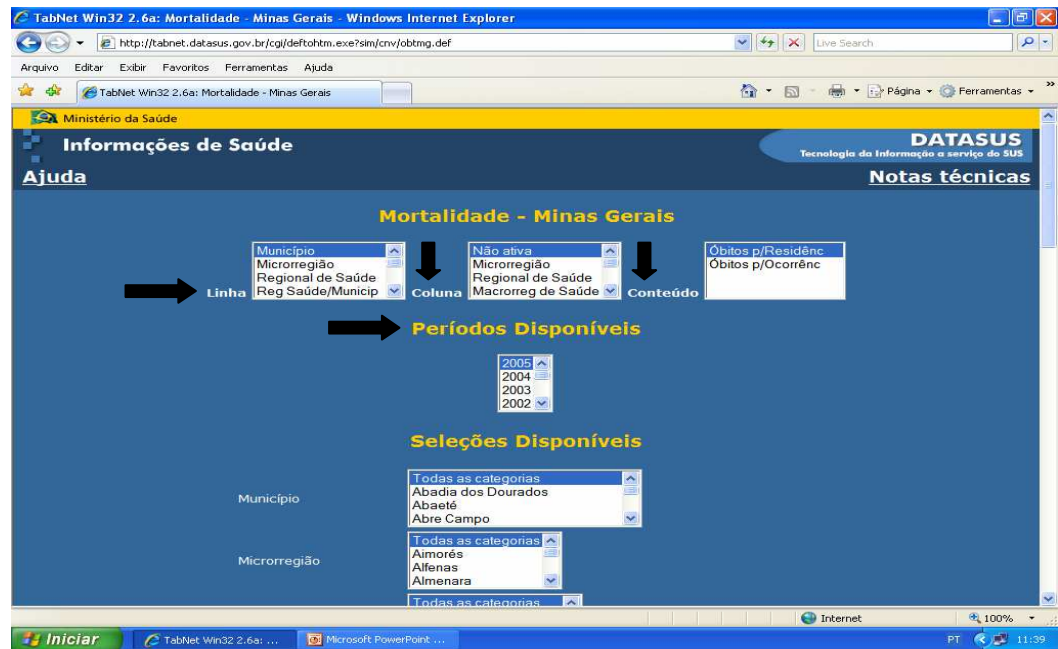 TabNet Win32 2.6a: Mortalidade - Minas Gerais - Windows Internet Explorer
http://tabnet.datasus.gov.br/cgi/deftohtm.exe?sim/cnv/obtmg.def
Live Search
Arquivo Editar Exibir Favoritos Ferramentas Ajuda
TabNet Win32 2.6a: Mortalidade - Minas Gerais
Página
Ferramentas
Ministério da Saúde
Informações de Saúde
DATASUS
Tecnologia da Informação a serviço do SUS
Ajuda
Notas técnicas
Mortalidade - Minas Gerais
Linha
Município
Microrregião
Regional de Saúde
Reg Saúde/Municip
Coluna
Não ativa
Microrregião
Regional de Saúde
Macrorreg de Saúde
Conteúdo
Óbitos p/Residênc
Óbitos p/Ocorrênc
Períodos Disponíveis
2005
2004
2003
2002
Seleções Disponíveis
Município
Todas as categorias
Abadia dos Dourados
Abaeté
Abre Campo
Microrregião
Todas as categorias
Aimorés
Alfenas
Almenara
Todas as categorias
Internet
100%
Iniciar
TabNet Win32 2.6a: ...
Microsoft PowerPoint ...
PT
11:39